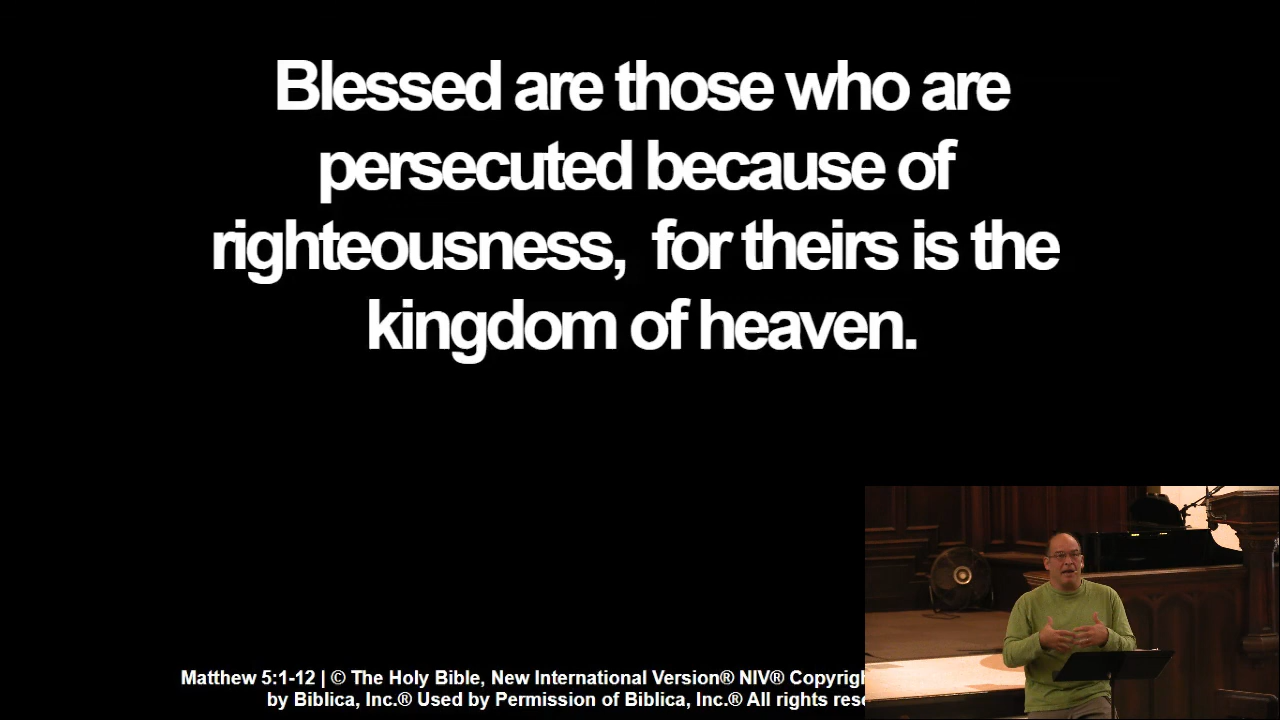 Blessed are those who are
persecuted because of
righteousness,  for theirs is the
kingdom of heaven.
Matthew 5:1-12 | © The Holy Bible, New International Version® NIV®
by Biblica, Inc.® Used by Permission of Biblica, Inc.® All rights